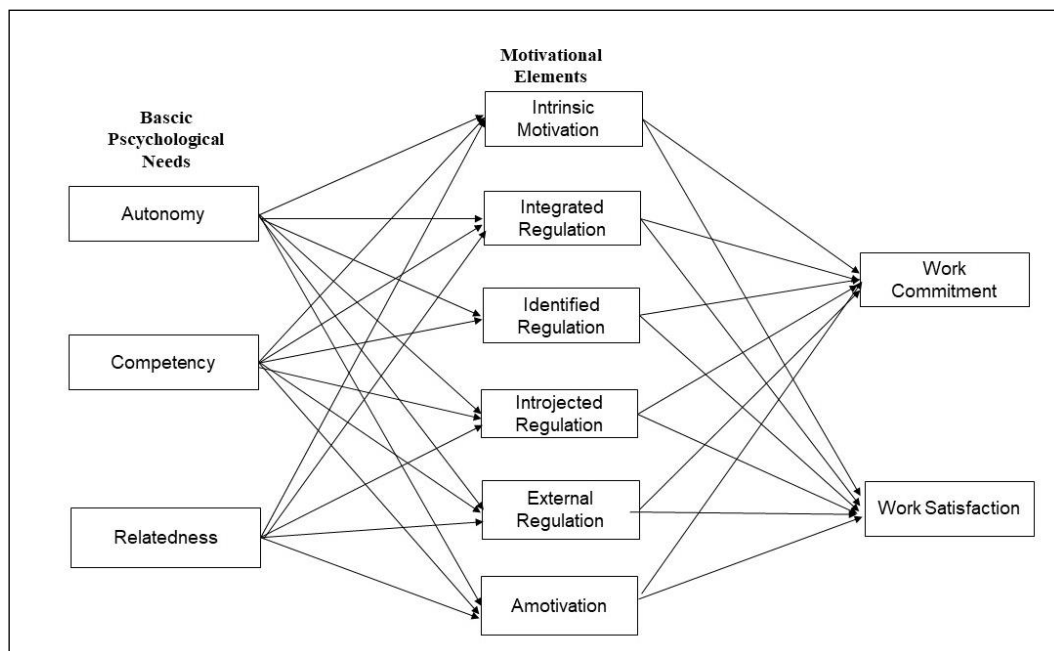 Bascic
Pscychological
Needs
Autonomy
Competency
Relatedness
Motivational
Elements
Intrinsic
Motivation
Integrated
Regulation
Identified
Regulation
Introjected
Regulation
External
Regulation
Amotivation
Work
Commitment
Work Satisfaction